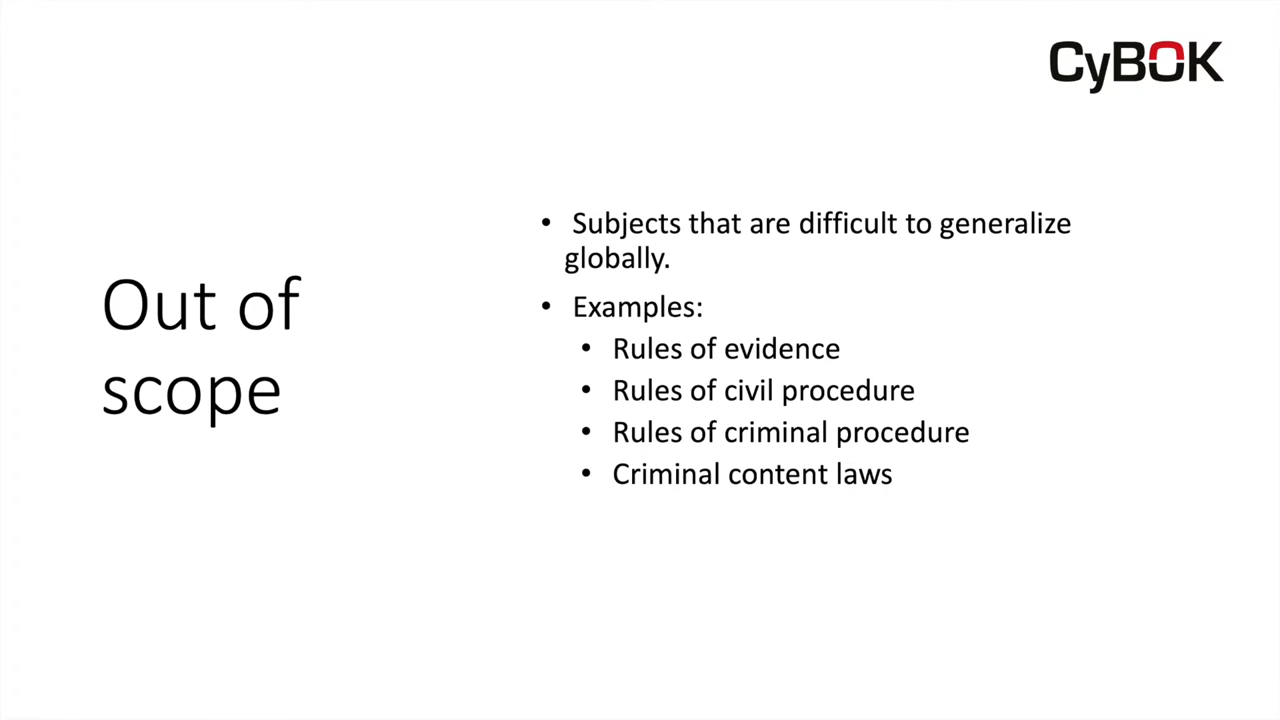 CyBOK
Out of
scope
• Subjects that are difficult to generalize
globally.
• Examples:
• Rules of evidence
• Rules of civil procedure
• Rules of criminal procedure
• Criminal content laws